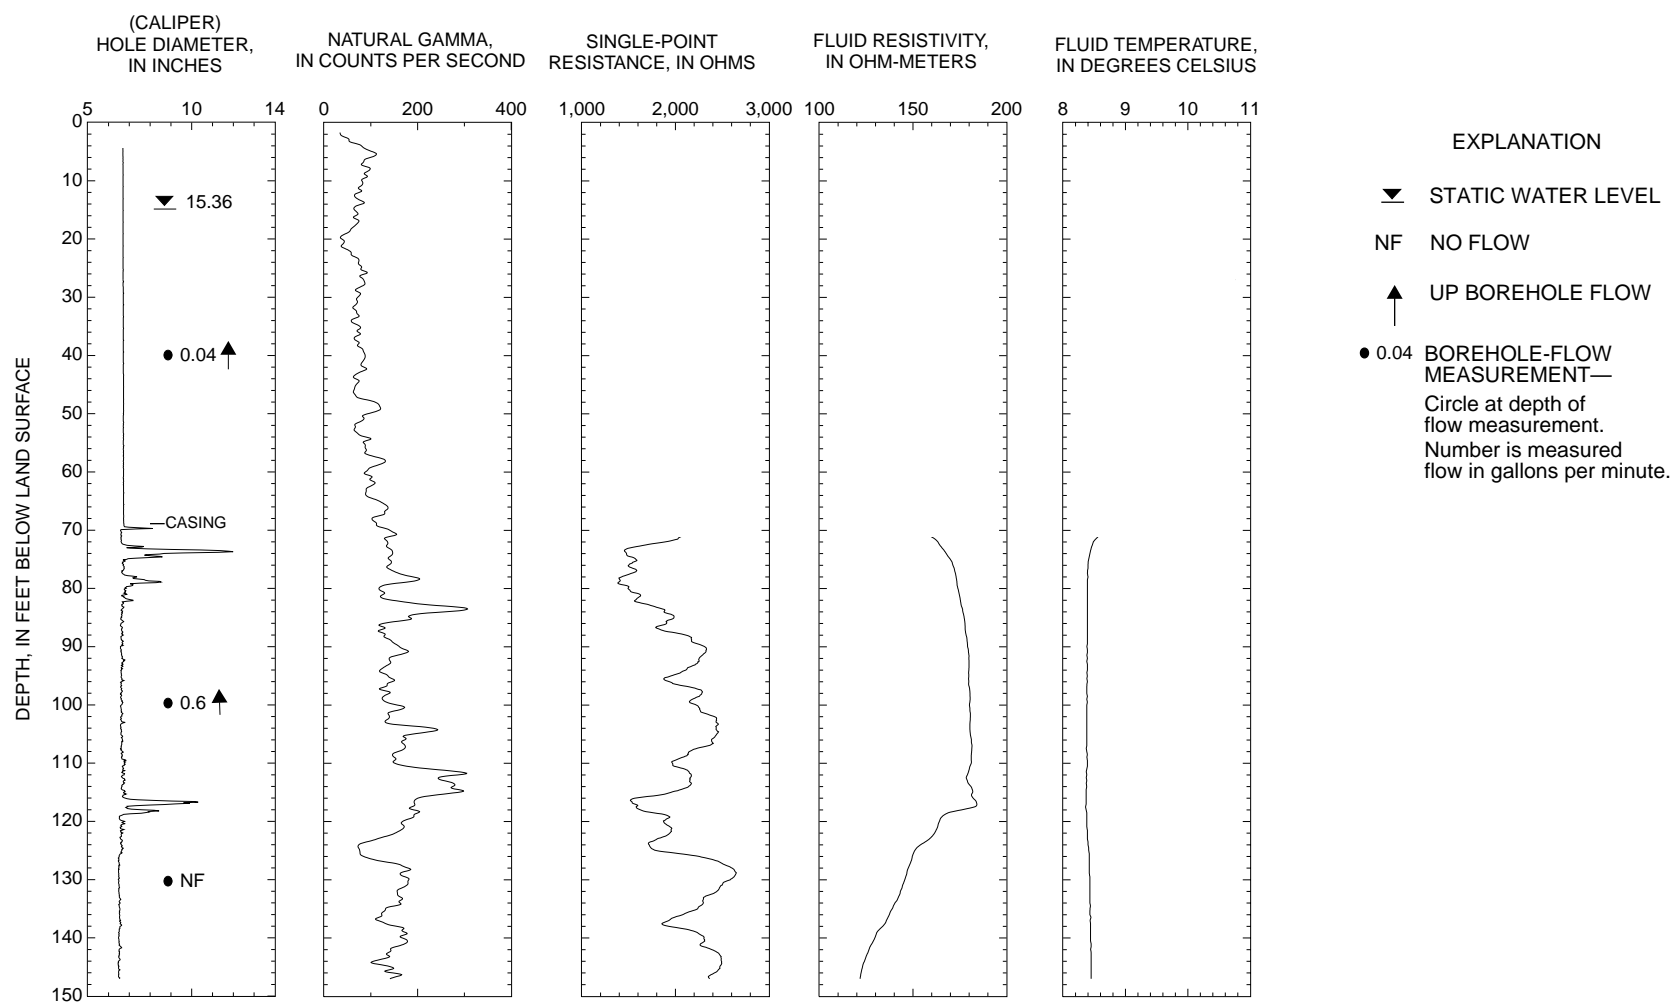 (CALIPER)
HOLE DIAMETER,
IN INCHES
NATURAL GAMMA,
IN COUNTS PER SECOND
SINGLE-POINT
RESISTANCE, IN OHMS
FLUID RESISTIVITY,
IN OHM-METERS
FLUID TEMPERATURE,
IN DEGREES CELSIUS
5 10 14 0 200 400 1,000 2,000 3,000 100 150 200 8 9 10 11
DEPTH, IN FEET BELOW LAND SURFACE
0
10
20
30
40
50
60
70
80
90
100
110
120
130
140
150
15.36
0.04
CASING
0.6
NF
EXPLANATION
STATIC WATER LEVEL
NF NO FLOW
UP BOREHOLE FLOW
0.04 BOREHOLE-FLOW
MEASUREMENT—
Circle at depth of
flow measurement.
Number is measured
flow in gallons per minute.